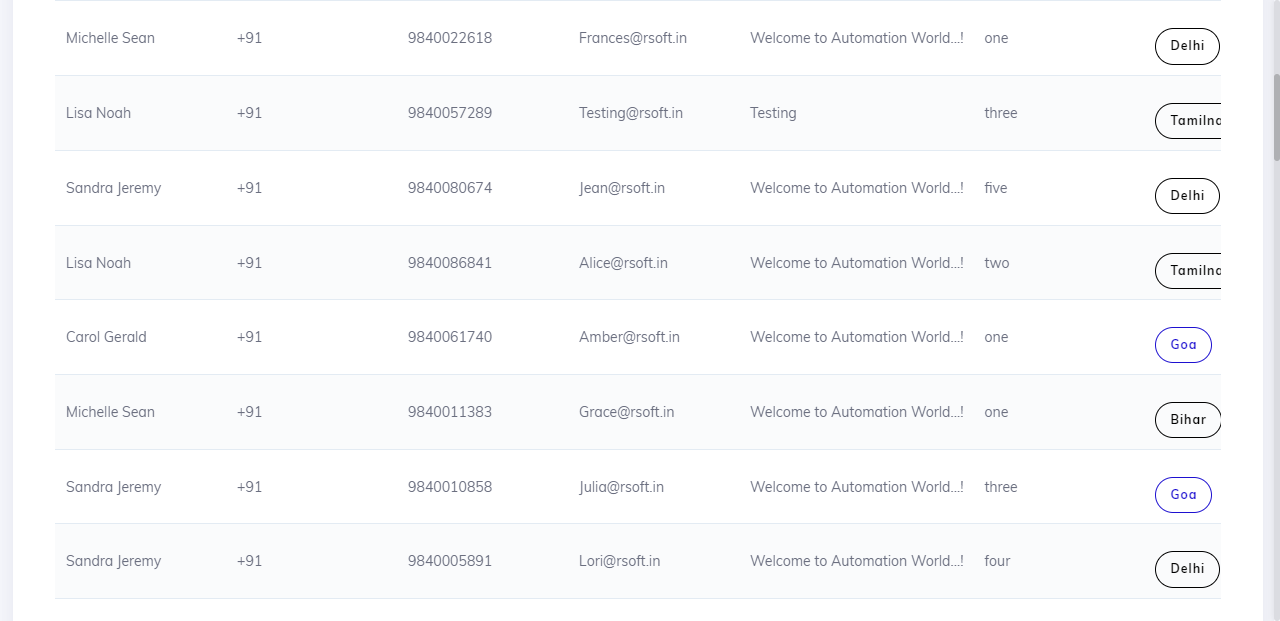 Michelle Sean +91 9840022618 Frances@rsoft.in Welcome to Automation World...! one Delhi
Lisa Noah +91 9840057289 Testing@rsoft.in Testing three Tamilna
Sandra Jeremy +91 9840080674 Jean@rsoft.in Welcome to Automation World...! five Delhi
Lisa Noah +91 9840086841 Alice@rsoft.in Welcome to Automation World...! two Tamilna
Carol Gerald +91 9840061740 Amber@rsoft.in Welcome to Automation World...! one Goa
Michelle Sean +91 9840011383 Grace@rsoft.in Welcome to Automation World...! one Bihar
Sandra Jeremy +91 9840010858 Julia@rsoft.in Welcome to Automation World...! three Goa
Sandra Jeremy +91 9840005891 Lori@rsoft.in Welcome to Automation World...! four Delhi